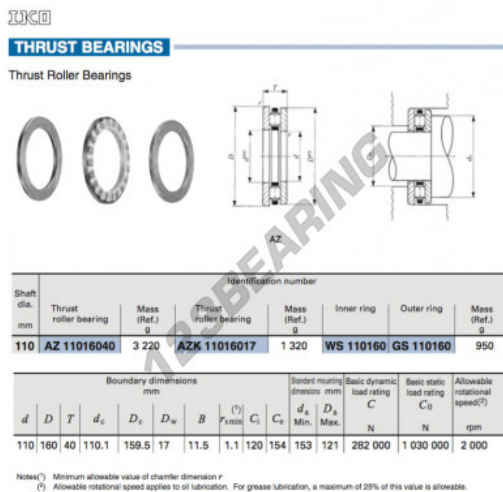 IKO
THRUST BEARINGS
Thrust Roller Bearings
T
r
r
D
d
AZ
123BEARING
Identification number
Shaft dia. mm Thrust roller bearing Mass (Ref.) g Thrust roller bearing Mass (Ref.) g Inner ring Outer ring Mass (Ref.) g
110 AZ 11016040 3 220 AZK 11016017 1 320 WS 110160 GS 110160 950
Boundary dimensions mm Standard mounting dimensions mm Basic dynamic load rating C N Basic static load rating C0 N Allowable rotational speed(2) rpm
d D T dc Dc Dw B rsmin(1) Ci Ce da Min. Da Max.
110 160 40 110.1 159.5 17 11.5 1.1 120 154 153 121 282 000 1 030 000 2 000
Notes(1) Minimum allowable value of chamfer dimension r
(2) Allowable rotational speed applies to oil lubrication. For grease lubrication, a maximum of 25% of this value is allowable.